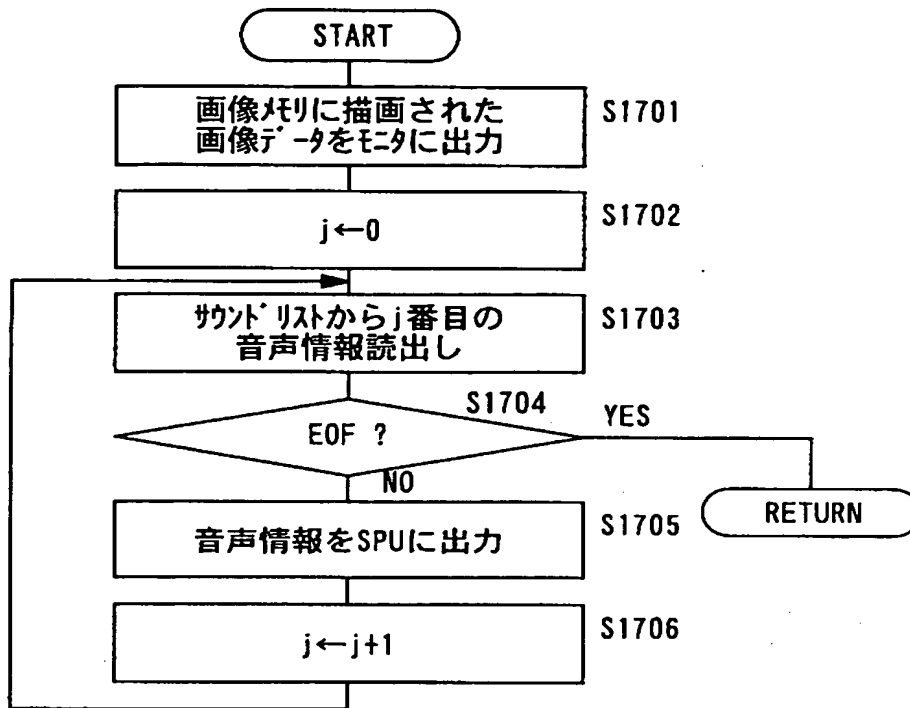 START
画像ﾒﾓﾘに描画された
画像ﾃﾞｰﾀをﾓﾆﾀに出力
S1701
j←0
S1702
ｻｳﾝﾄﾞﾘｽﾄからj番目の
音声情報読出し
S1703
S1704
EOF ?
YES
NO
RETURN
音声情報をSPUに出力
S1705
j←j+1
S1706